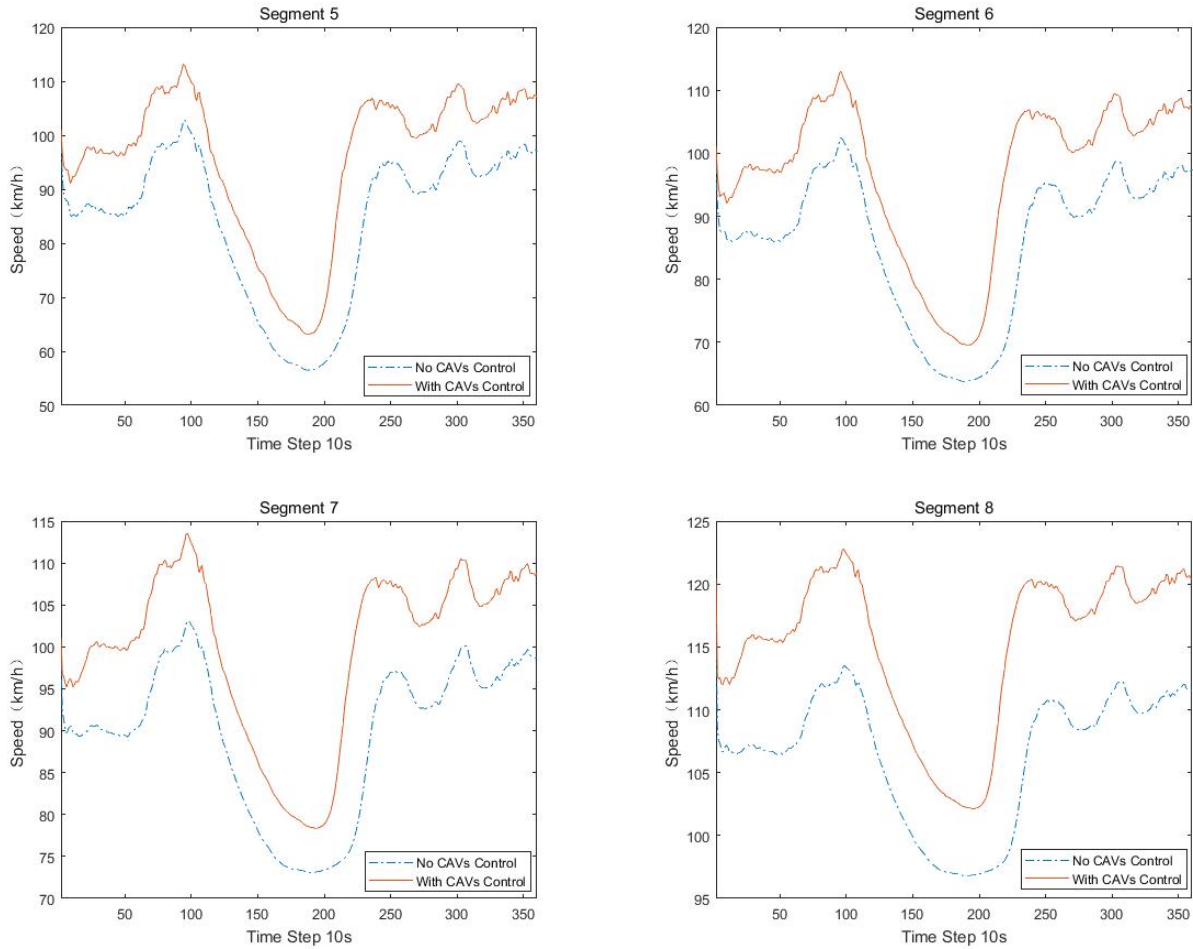 Segment 5
120
110
100
90
80
70
60
50
Speed（km/h）
50 100 150 200 250 300 350
Time Step 10s
No CAVs Control
With CAVs Control
Segment 6
120
110
100
90
80
70
60
Speed（km/h）
50 100 150 200 250 300 350
Time Step 10s
No CAVs Control
With CAVs Control
Segment 7
115
110
105
100
95
90
85
80
75
70
Speed（km/h）
50 100 150 200 250 300 350
Time Step 10s
No CAVs Control
With CAVs Control
Segment 8
125
120
115
110
105
100
95
Speed（km/h）
50 100 150 200 250 300 350
Time Step 10s
No CAVs Control
With CAVs Control